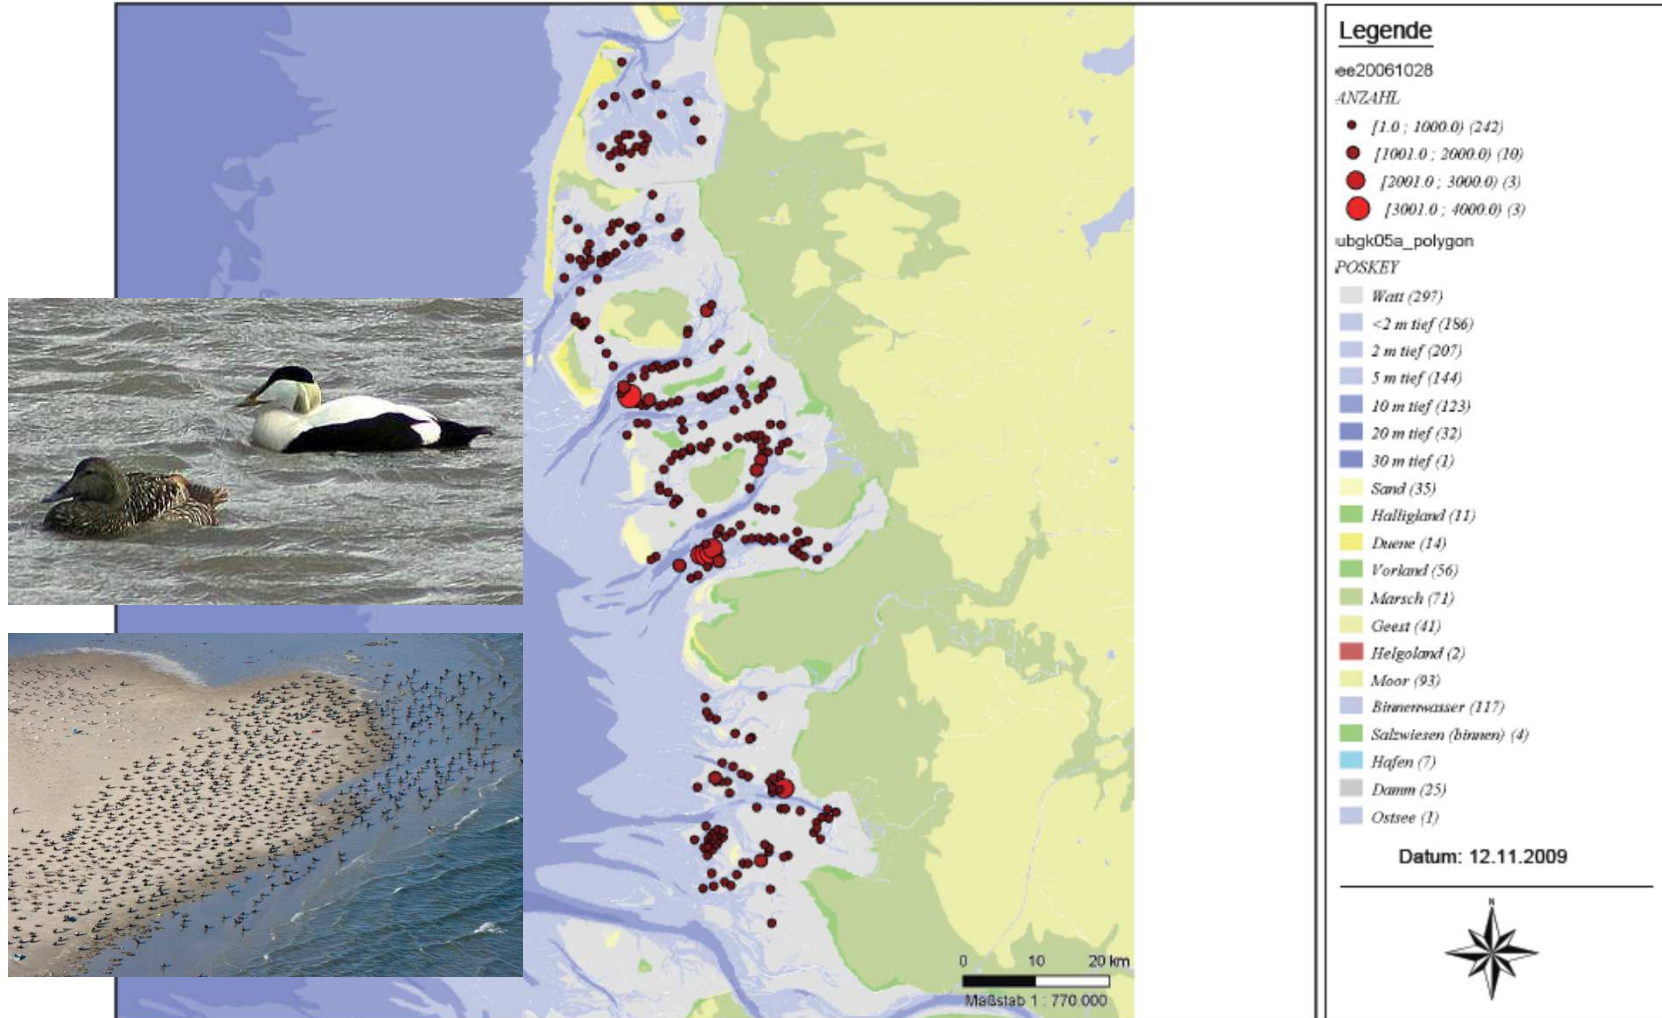 Legende
ee20061028
ANZAHL
[1.0 ; 1000.0) (242)
[1001.0 ; 2000.0) (10)
[2001.0 ; 3000.0) (3)
[3001.0 ; 4000.0) (3)
ubgk05a_polygon
POSKEY
Watt (297)
<2 m tief (186)
2 m tief (207)
5 m tief (144)
10 m tief (123)
20 m tief (32)
30 m tief (1)
Sand (35)
Halligland (11)
Duene (14)
Vorland (56)
Marsch (71)
Geest (41)
Helgoland (2)
Moor (93)
Binnenwasser (117)
Salzwiesen (binnen) (4)
Hafen (7)
Damm (25)
Ostsee (1)
Datum: 12.11.2009
N
0 10 20 km
Maßstab 1 : 770.000